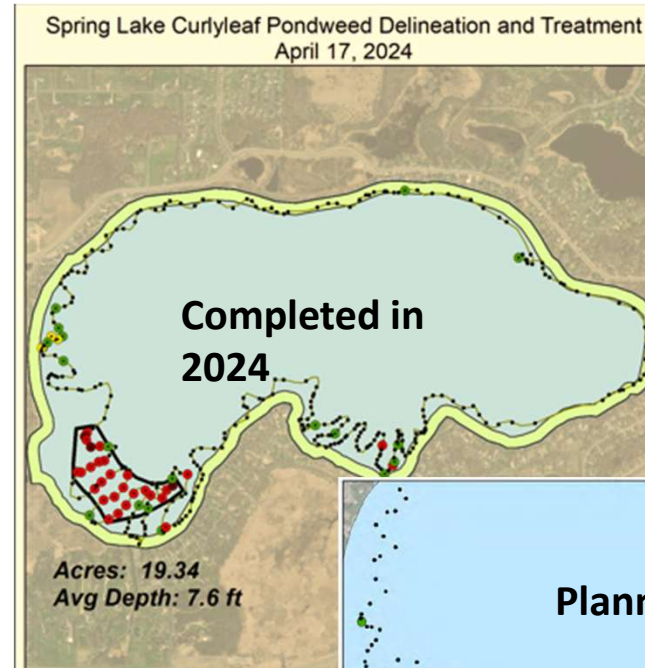 Spring Lake Curlyleaf Pondweed Delineation and Treatment
April 17, 2024
Completed in
2024
Acres: 19.34
Avg Depth: 7.6 ft